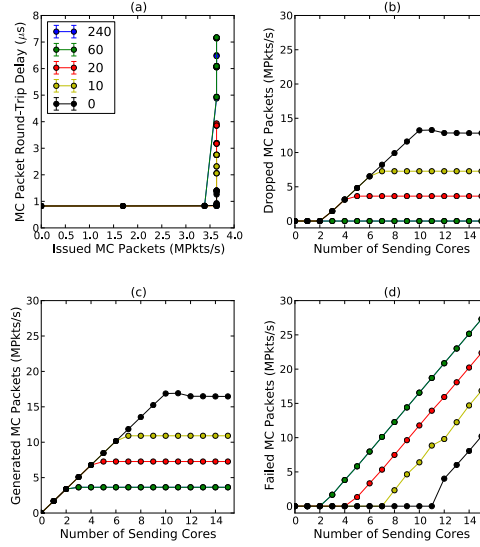 (a)
MC Packet Round-Trip Delay (μs)
8
7
6
5
4
3
2
1
0
240
60
20
10
0
0.0 0.5 1.0 1.5 2.0 2.5 3.0 3.5 4.0
Issued MC Packets (MPkts/s)
(b)
Dropped MC Packets (MPkts/s)
30
25
20
15
10
5
0
0 2 4 6 8 10 12 14
Number of Sending Cores
(c)
Generated MC Packets (MPkts/s)
30
25
20
15
10
5
0
0 2 4 6 8 10 12 14
Number of Sending Cores
(d)
Failed MC Packets (MPkts/s)
30
25
20
15
10
5
0
0 2 4 6 8 10 12 14
Number of Sending Cores